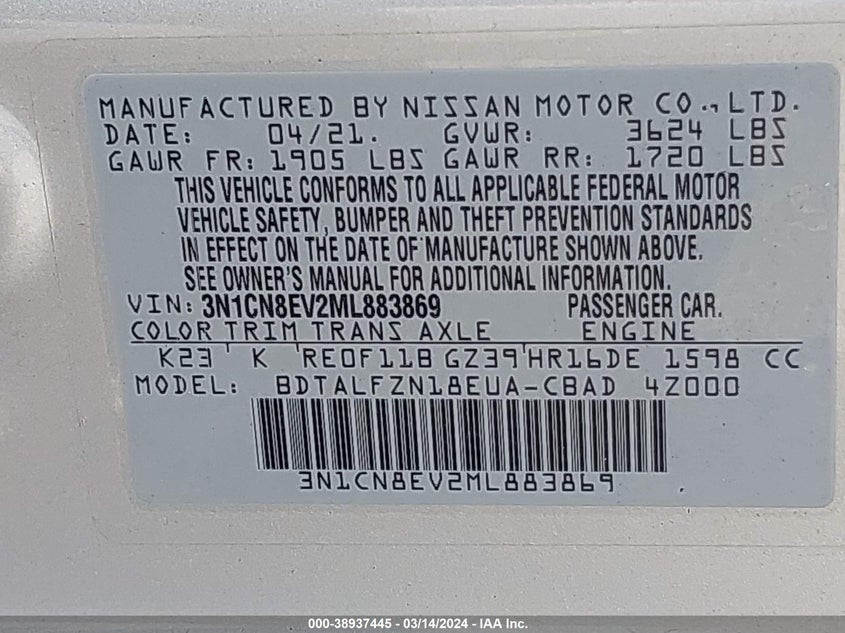 MANUFACTURED BY NISSAN MOTOR CO., LTD.
DATE: 04/21. GVWR: 3624 LBS
GAWR FR: 1905 LBS GAWR RR: 1720 LBS
THIS VEHICLE CONFORMS TO ALL APPLICABLE FEDERAL MOTOR
VEHICLE SAFETY, BUMPER AND THEFT PREVENTION STANDARDS
IN EFFECT ON THE DATE OF MANUFACTURE SHOWN ABOVE.
SEE OWNER'S MANUAL FOR ADDITIONAL INFORMATION.
VIN: 3N1CN8EV2ML883869 PASSENGER CAR.
COLOR TRIM TRANS AXLE ENGINE
K23 K RE0F11B GZ39 HR16DE 1598 CC
MODEL: BDTALFZN18EUA-CBAD 4Z000
3N1CN8EV2ML883869
000-38937445 - 03/14/2024 - IAA Inc.